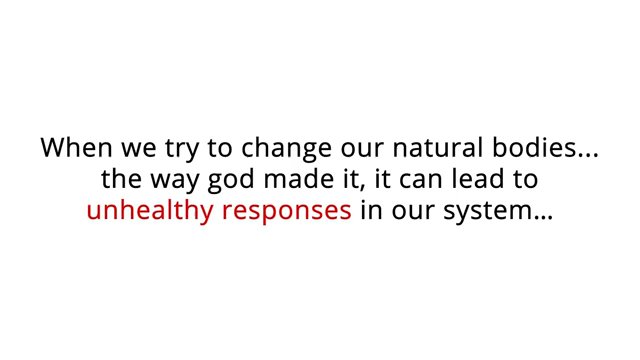 When we try to change our natural bodies...
the way god made it, it can lead to
unhealthy responses in our system...